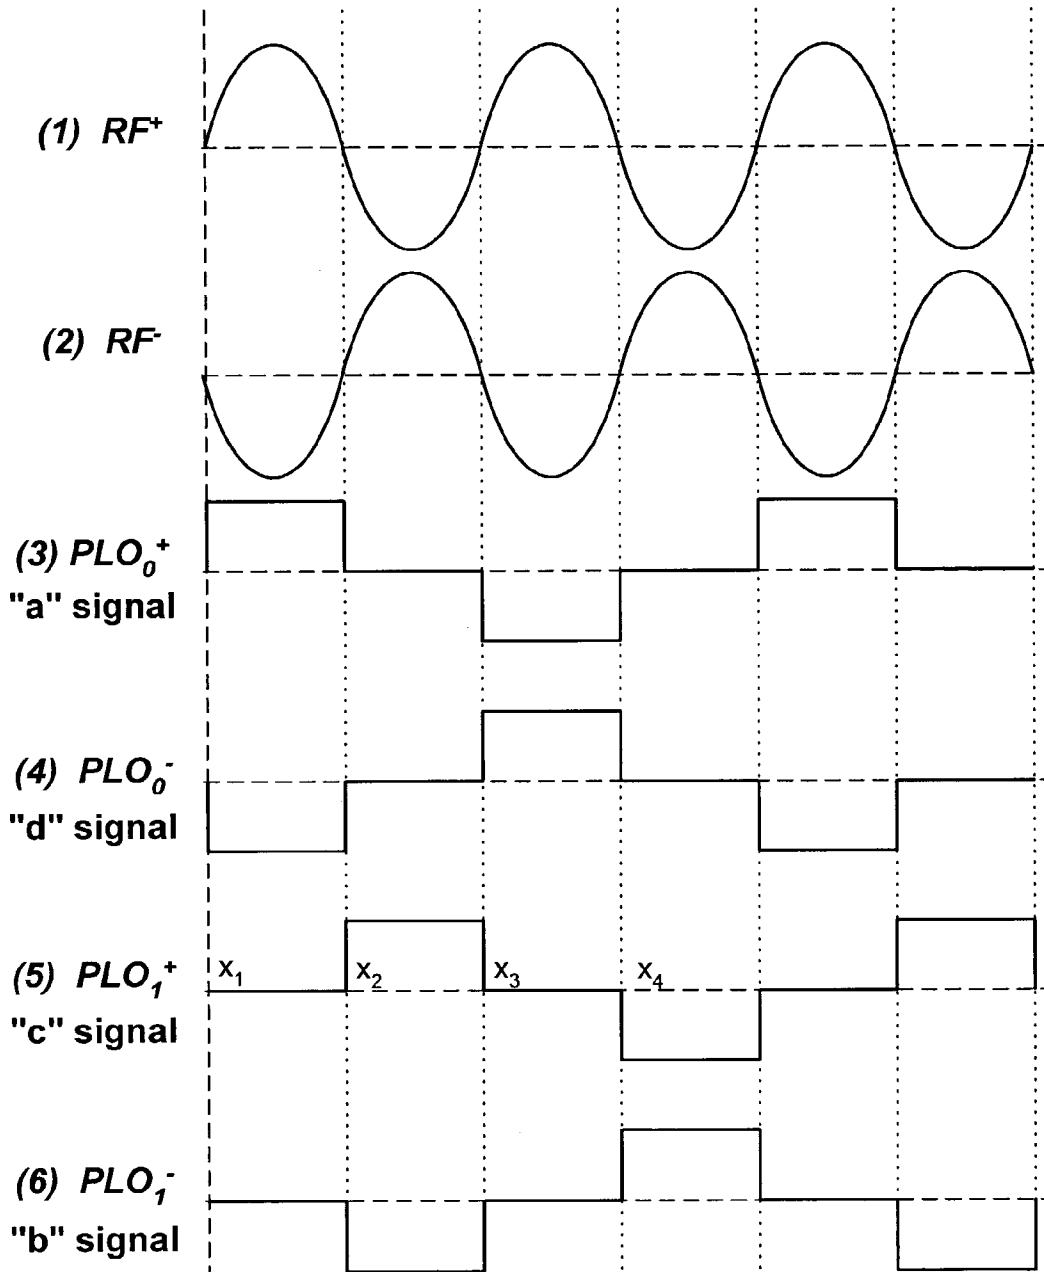 (1) RF⁺
(2) RF⁻
(3) PLO₀⁺
"a" signal
(4) PLO₀⁻
"d" signal
(5) PLO₁⁺
x₁ x₂ x₃ x₄
"c" signal
(6) PLO₁⁻
"b" signal